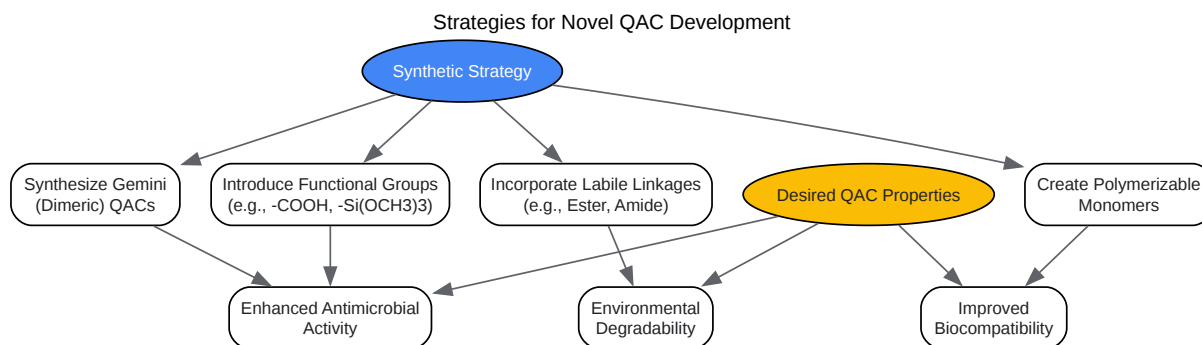 Strategies for Novel QAC Development
Synthetic Strategy
Synthesize Gemini
(Dimeric) QACs
Introduce Functional Groups
(e.g., -COOH, -Si(OCH3)3)
Incorporate Labile Linkages
(e.g., Ester, Amide)
Desired QAC Properties
Create Polymerizable
Monomers
Enhanced Antimicrobial
Activity
Environmental
Degradability
Improved
Biocompatibility